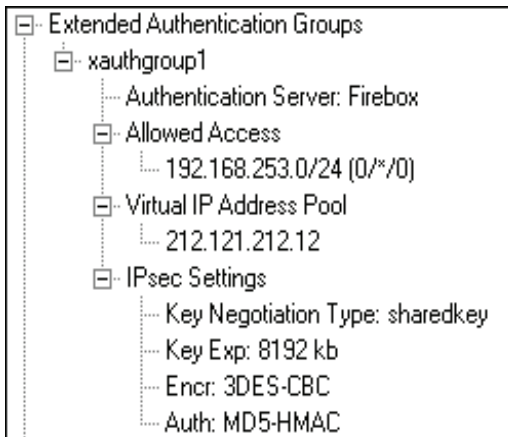 Extended Authentication Groups
xauthgroup1
Authentication Server: Firebox
Allowed Access
192.168.253.0/24 (0/*/0)
Virtual IP Address Pool
212.121.212.12
IPsec Settings
Key Negotiation Type: sharedkey
Key Exp: 8192 kb
Encr: 3DES-CBC
Auth: MD5-HMAC